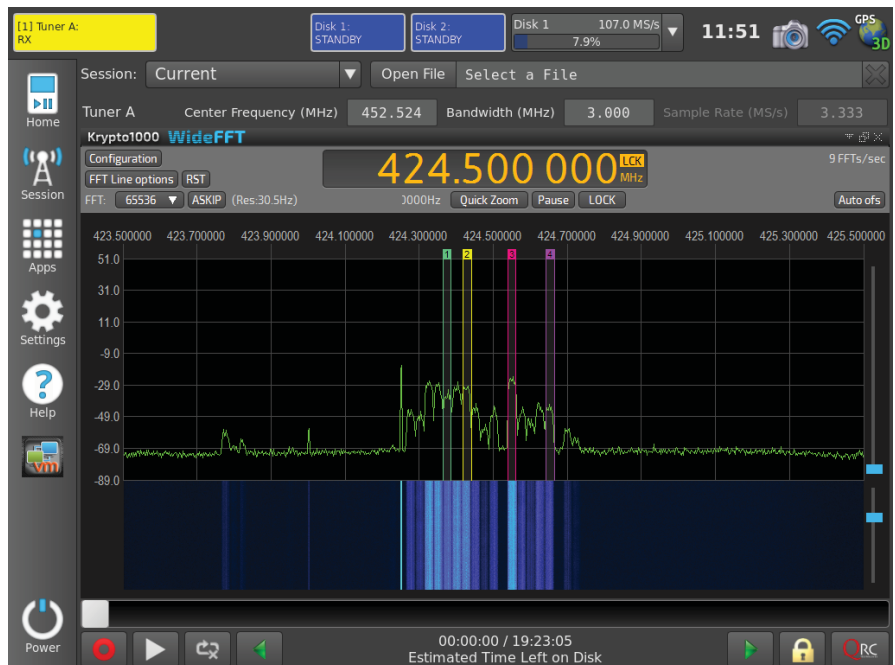 [1] Tuner A:
RX
Disk 1:
STANDBY
Disk 2:
STANDBY
Disk 1 107.0 MS/s
7.9%
11:51
GPS
3D
Session: Current Open File Select a File
Tuner A Center Frequency (MHz) 452.524 Bandwidth (MHz) 3.000 Sample Rate (MS/s) 3.333
Home
Krypto1000 WideFFT
Configuration
424.500 000 LCK MHz
9 FFTs/sec
FFT Line options RST
FFT: 65536 ASKIP (Res:30.5Hz) 0000Hz Quick Zoom Pause LOCK Auto ofs
Session
Apps
Settings
Help
vm
Power
423.500000 423.700000 423.900000 424.100000 424.300000 424.500000 424.700000 424.900000 425.100000 425.300000 425.500000
1 2 3 4
51.0
31.0
11.0
-9.0
-29.0
-49.0
-69.0
-89.0
00:00:00 / 19:23:05
Estimated Time Left on Disk
QRC